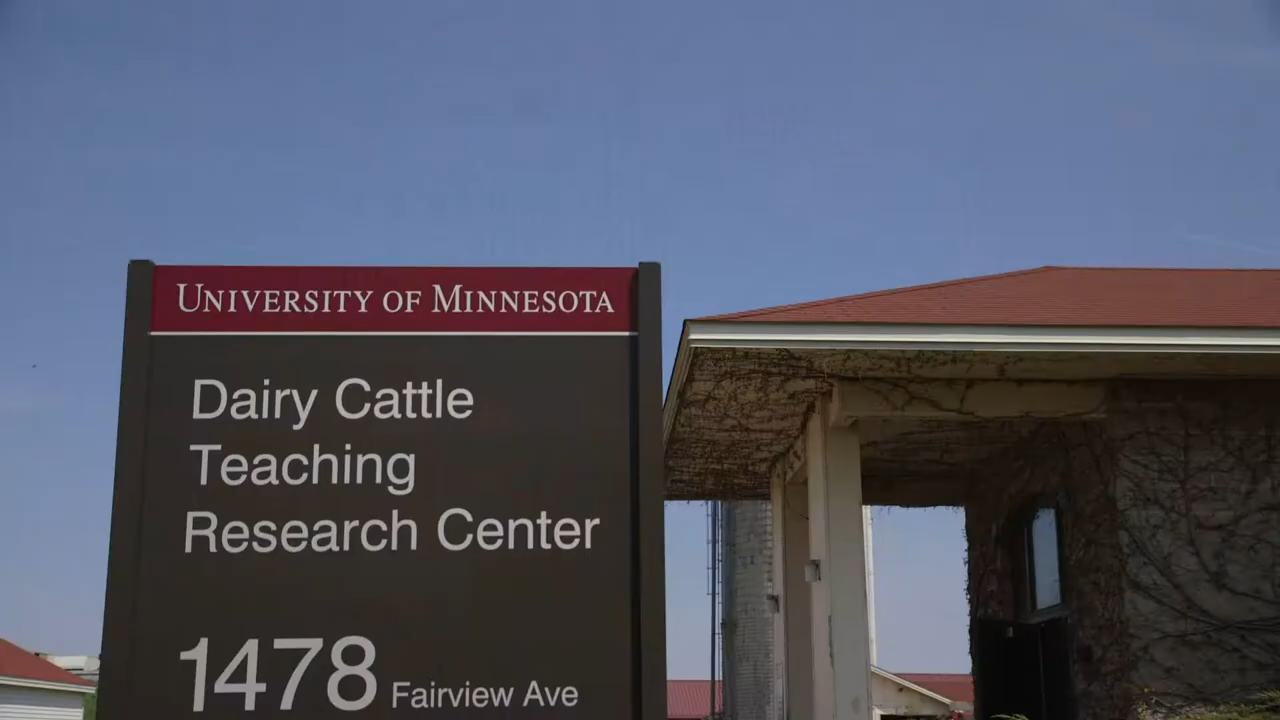 UNIVERSITY OF MINNESOTA
Dairy Cattle
Teaching
Research Center
1478 Fairview Ave